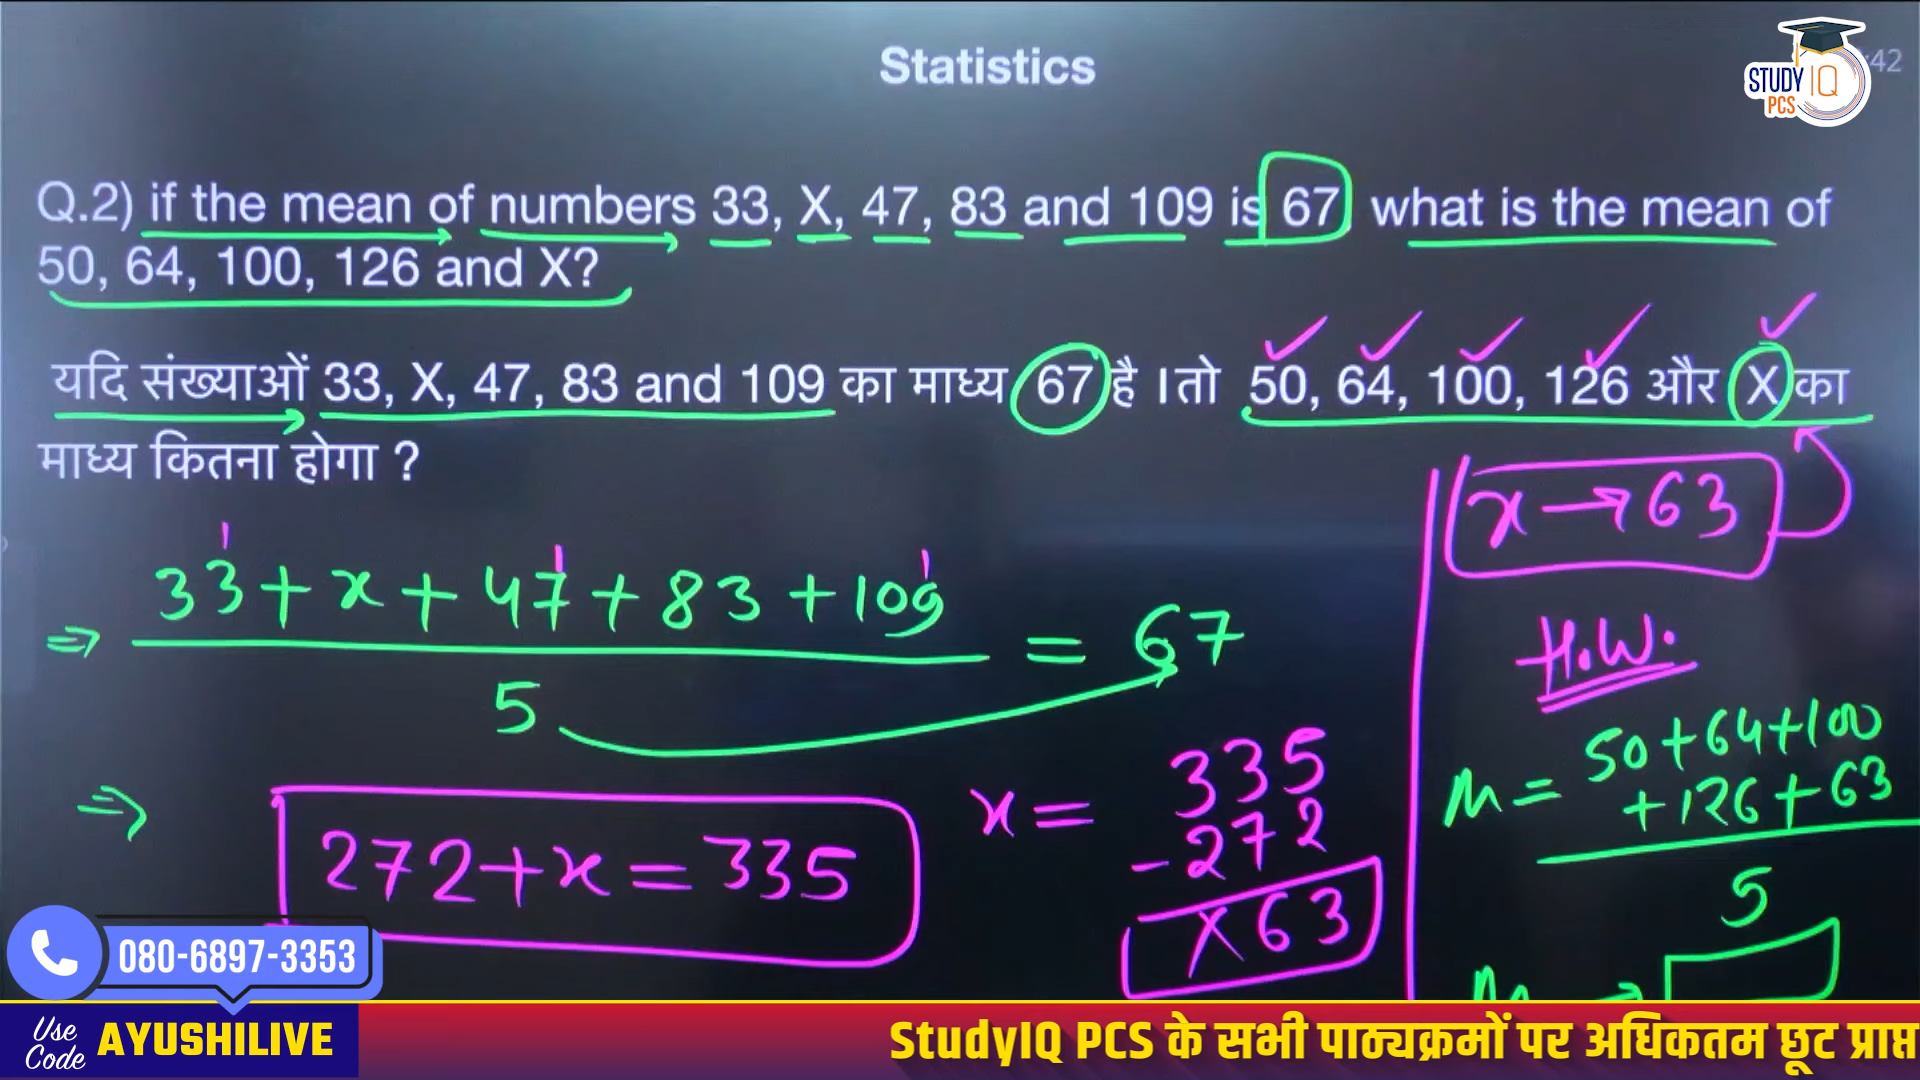 Statistics
:42
STUDY IQ
PCS
Q.2) if the mean of numbers 33, X, 47, 83 and 109 is 67 what is the mean of
50, 64, 100, 126 and X?
यदि संख्याओं 33, X, 47, 83 and 109 का माध्य 67 है ।तो 50, 64, 100, 126 और X का
माध्य कितना होगा ?
x → 63
H.W.
⇒ 33 + x + 47 + 83 + 109 = 67
5
⇒ 272 + x = 335
x = 335
- 272
X 63
M = 50 + 64 + 100
+ 126 + 63
5
M →
080-6897-3353
Use
Code
AYUSHILIVE
StudyIQ PCS के सभी पाठ्यक्रमों पर अधिकतम छूट प्राप्त